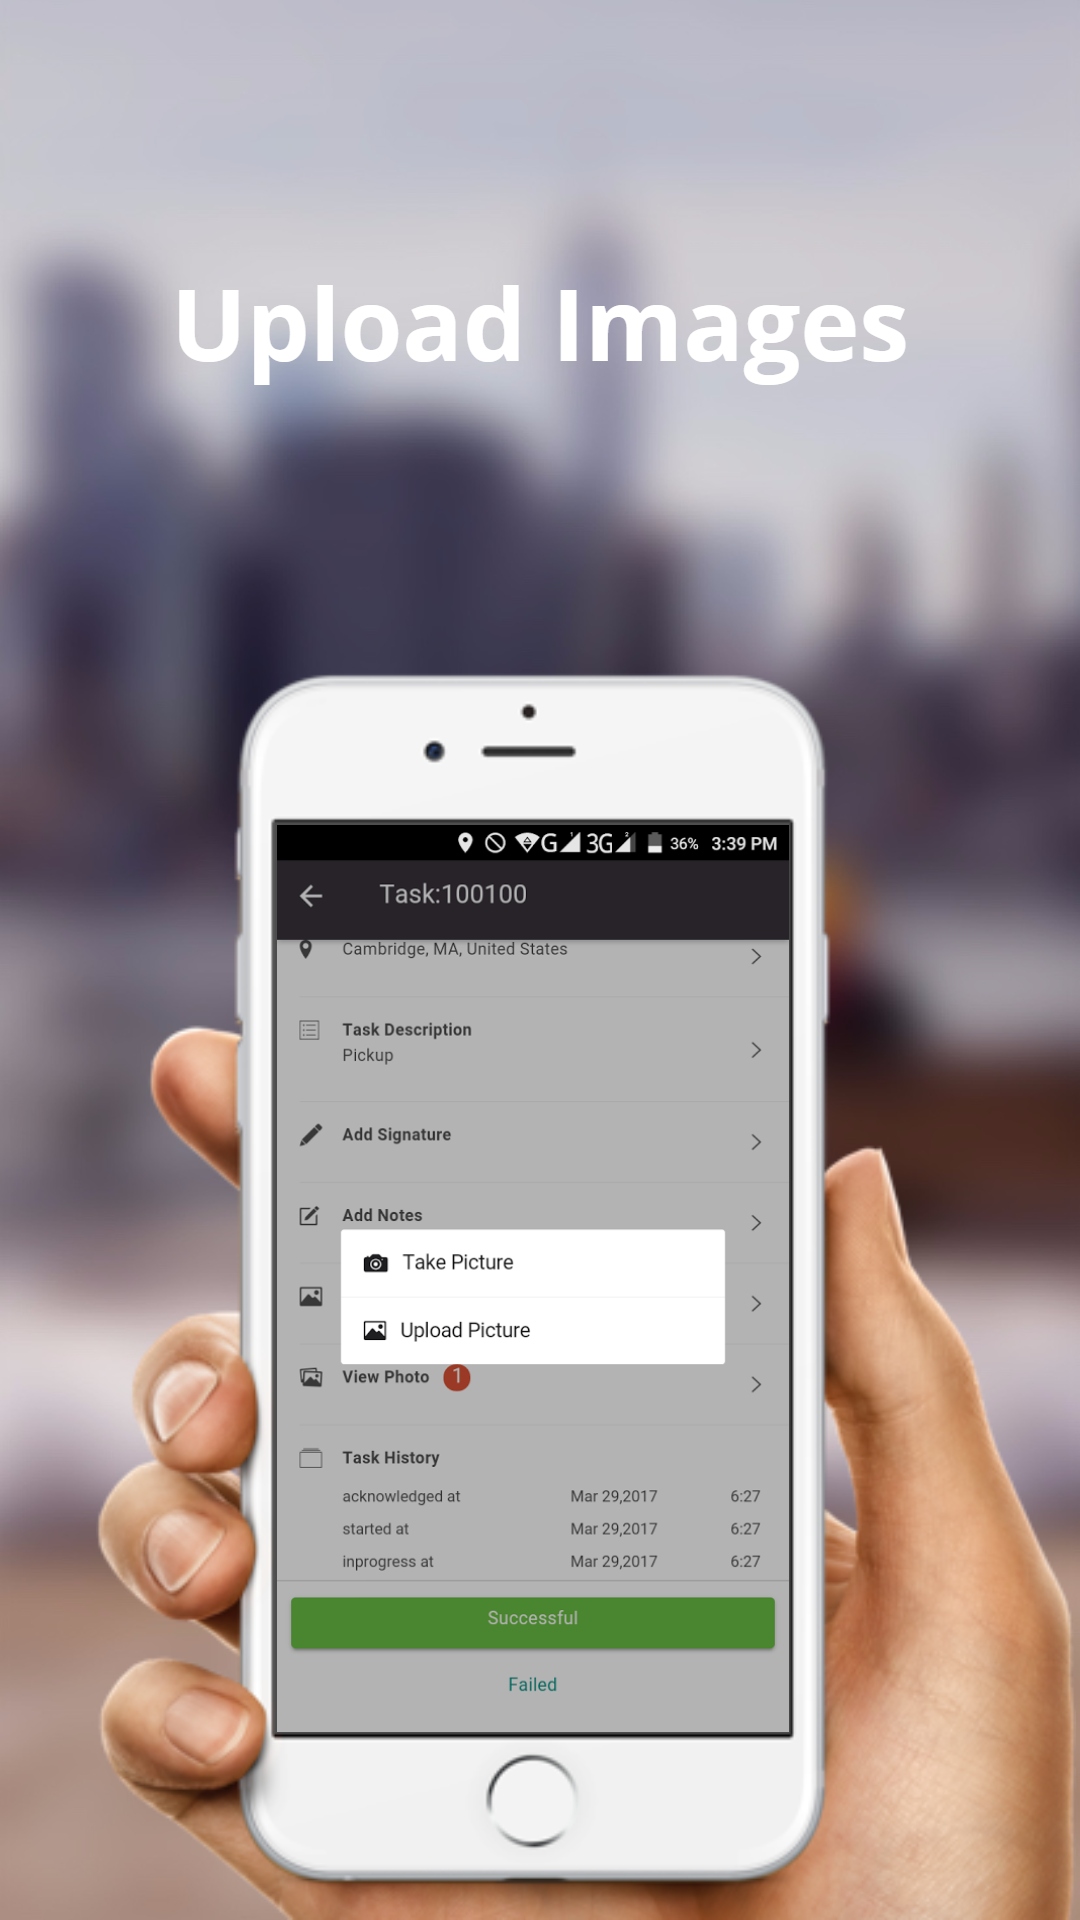 Upload Images
G 1 3G 2 36% 3:39 PM
Task:100100
Cambridge, MA, United States
Task Description
Pickup
Add Signature
Add Notes
Take Picture
Upload Picture
View Photo 1
Task History
acknowledged at Mar 29,2017 6:27
started at Mar 29,2017 6:27
inprogress at Mar 29,2017 6:27
Successful
Failed